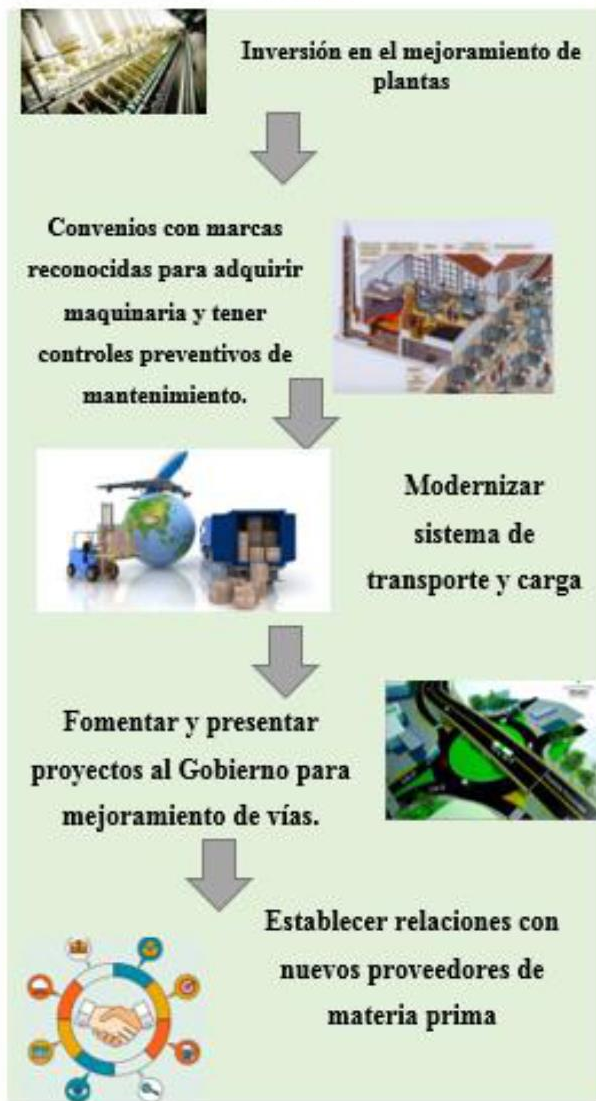 Inversión en el mejoramiento de
plantas
Convenios con marcas
reconocidas para adquirir
maquinaria y tener
controles preventivos de
mantenimiento.
Modernizar
sistema de
transporte y carga
Fomentar y presentar
proyectos al Gobierno para
mejoramiento de vías.
Establecer relaciones con
nuevos proveedores de
materia prima